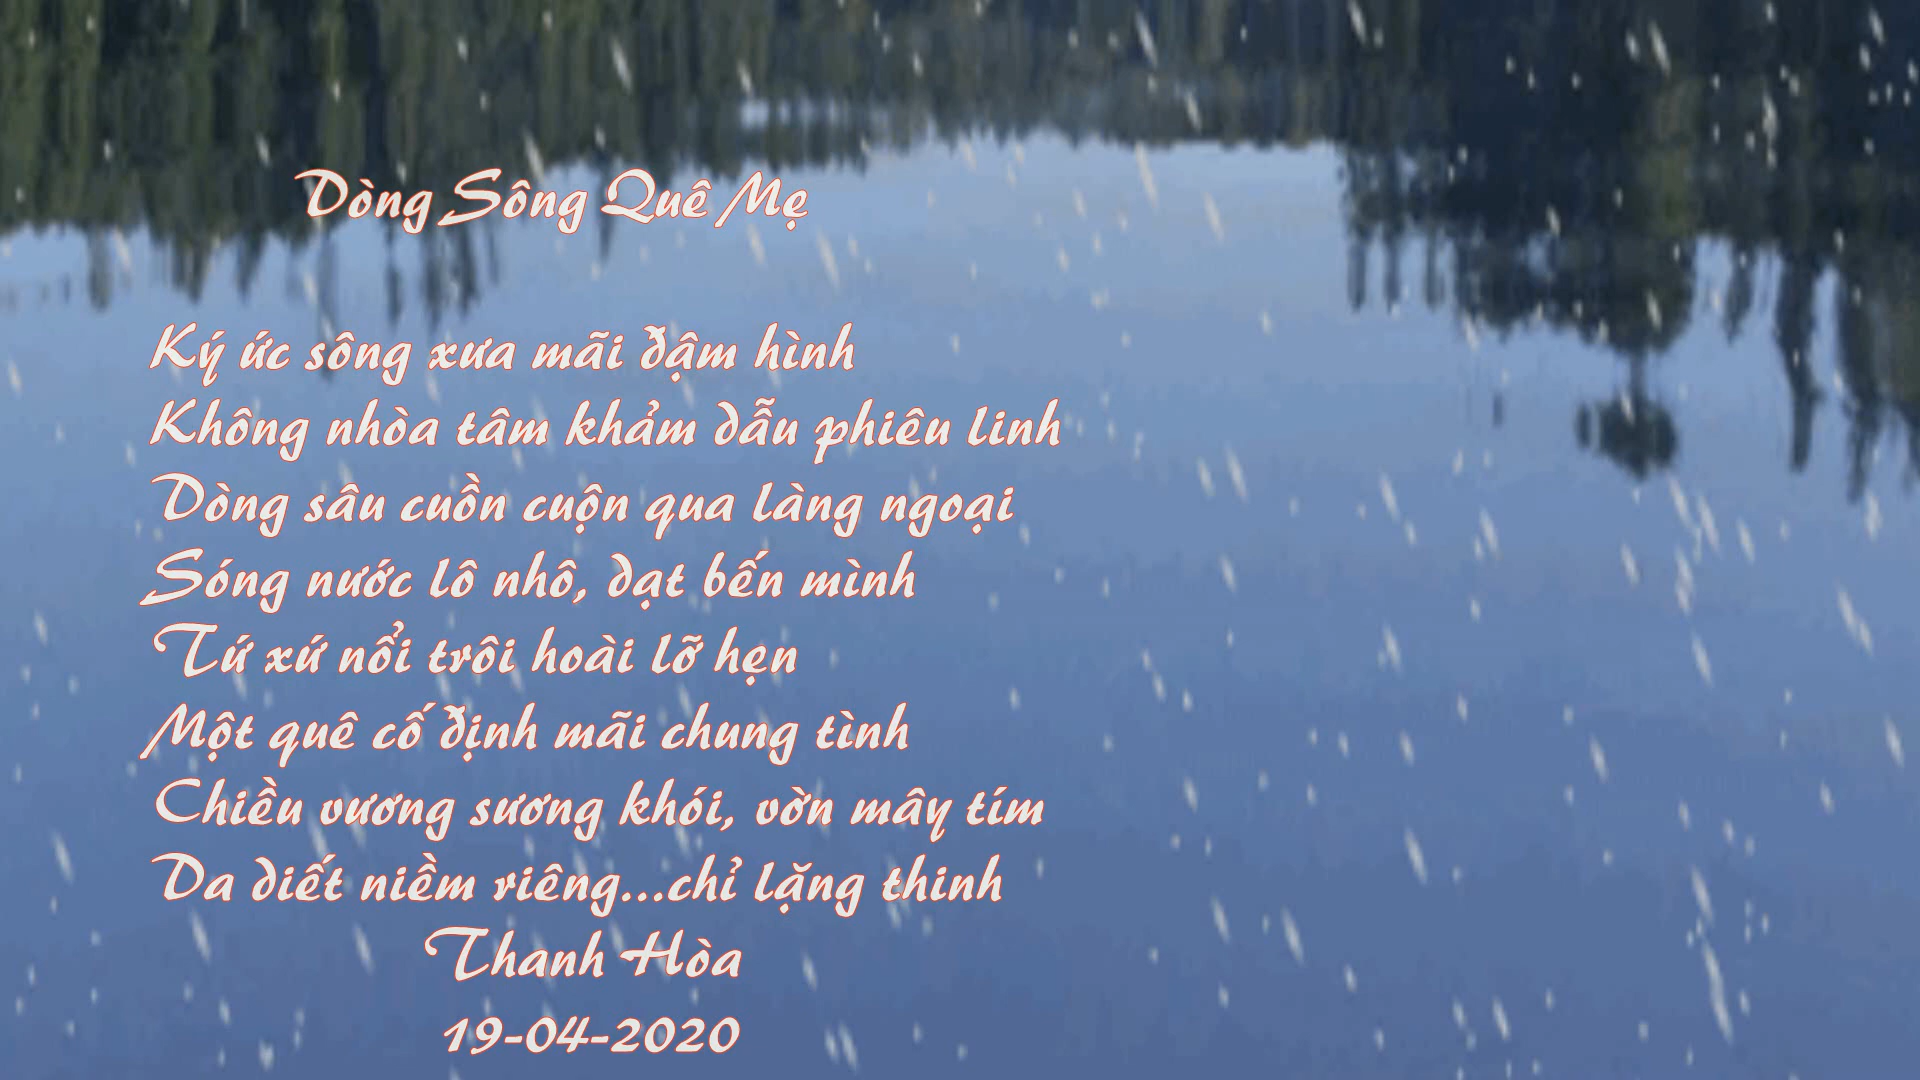 Dòng Sông Quê Mẹ
Ký ức sông xưa mãi đậm hình
Không nhòa tâm khảm dẫu phiêu linh
Dòng sâu cuồn cuộn qua làng ngoại
Sóng nước lô nhô, dạt bến mình
Tứ xứ nổi trôi hoài lỡ hẹn
Một quê cố định mãi chung tình
Chiều vương sương khói, vờn mây tím
Da diết niềm riêng...chỉ lặng thinh
Thanh Hòa
19-04-2020